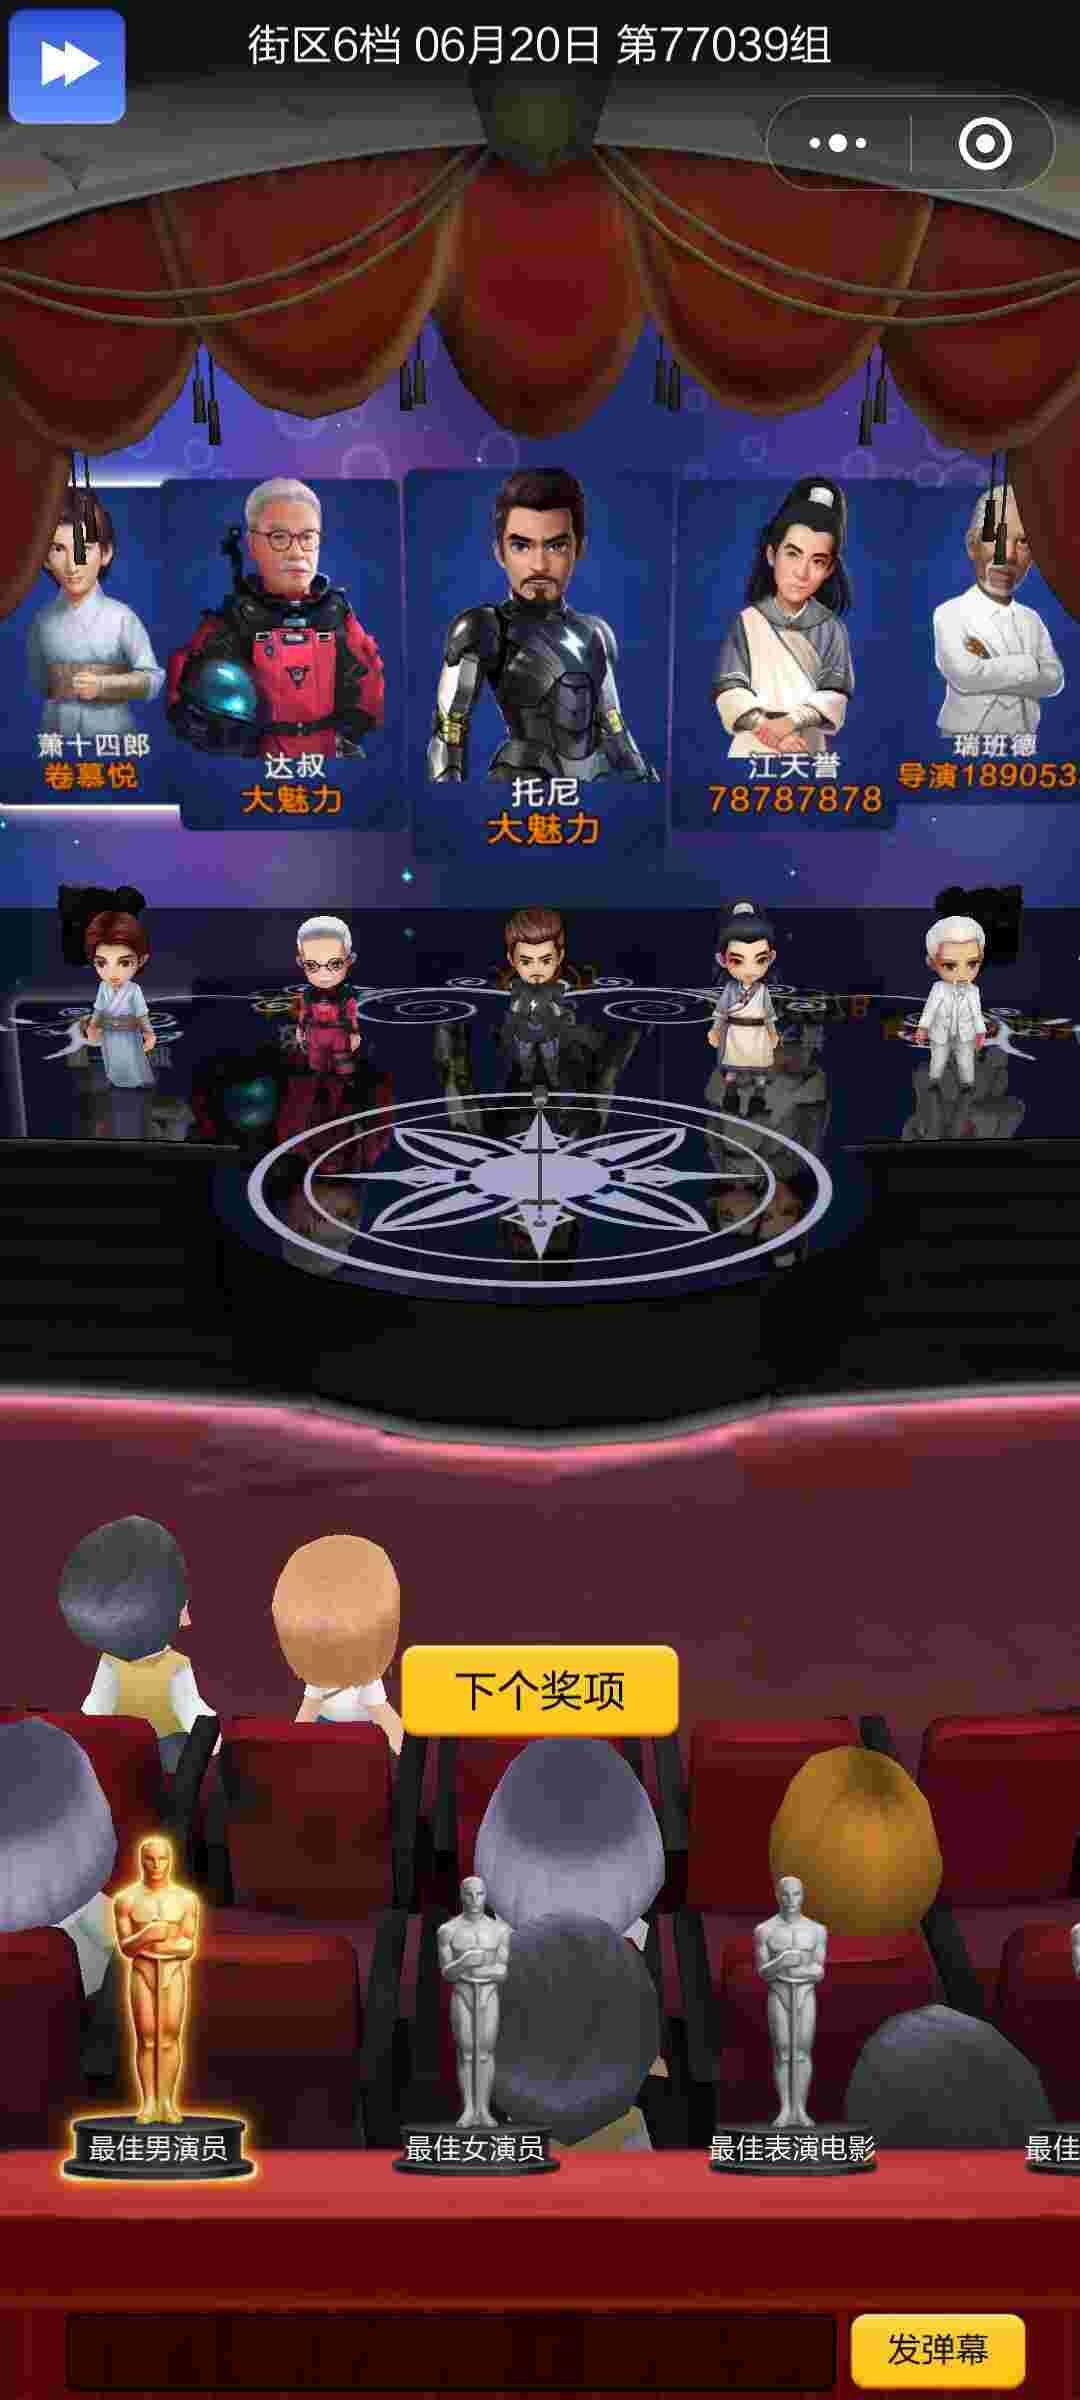 街区6档 06月20日 第77039组
萧十四郎
卷慕悦
达叔
大魅力
托尼
大魅力
江天誉
78787878
瑞班德
导演189053
下个奖项
最佳男演员
最佳女演员
最佳表演电影
最佳
发弹幕